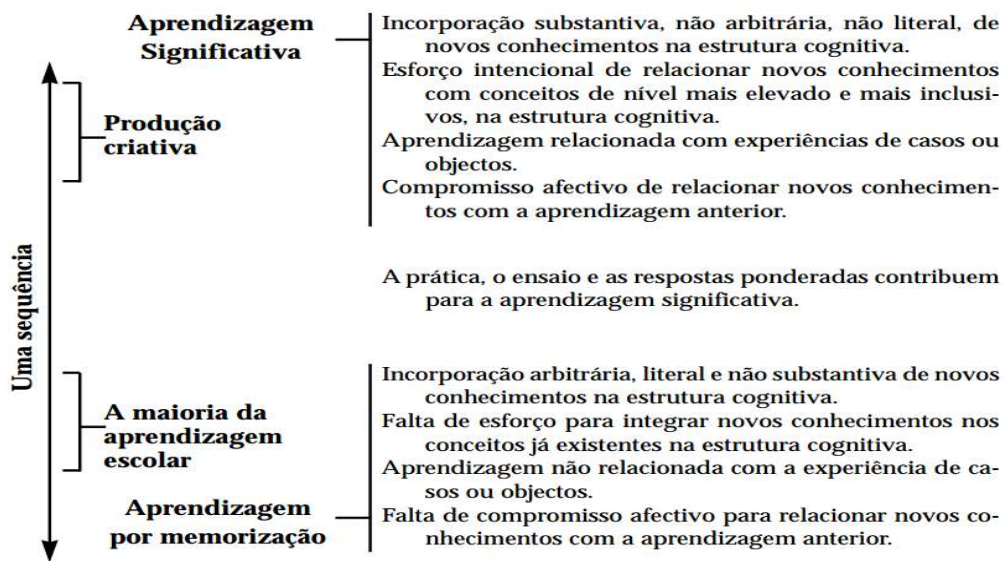 Aprendizagem
Significativa
Incorporação substantiva, não arbitrária, não literal, de
novos conhecimentos na estrutura cognitiva.
Esforço intencional de relacionar novos conhecimentos
com conceitos de nível mais elevado e mais inclusi-
vos, na estrutura cognitiva.
Aprendizagem relacionada com experiências de casos ou
objectos.
Compromisso afectivo de relacionar novos conhecimen-
tos com a aprendizagem anterior.
Produção
criativa
Uma sequência
A prática, o ensaio e as respostas ponderadas contribuem
para a aprendizagem significativa.
A maioria da
aprendizagem
escolar
Aprendizagem
por memorização
Incorporação arbitrária, literal e não substantiva de novos
conhecimentos na estrutura cognitiva.
Falta de esforço para integrar novos conhecimentos nos
conceitos já existentes na estrutura cognitiva.
Aprendizagem não relacionada com a experiência de ca-
sos ou objectos.
Falta de compromisso afectivo para relacionar novos co-
nhecimentos com a aprendizagem anterior.